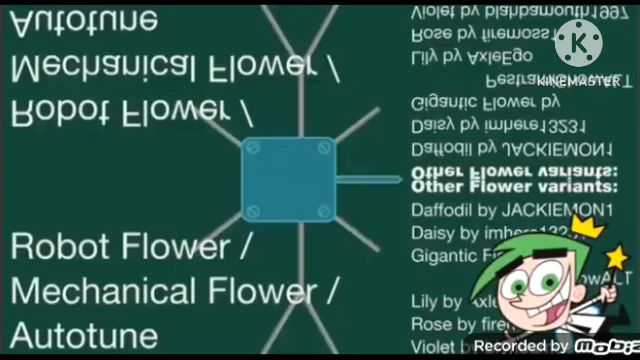 Autotune
Mechanical Flower /
Robot Flower /
Robot Flower /
Mechanical Flower /
Autotune
Violet by blahbamouth1997
Rose by firemoss1
Lily by AxleEgo
Gigantic Flower by
Daisy by imhere13231
Daffodil by JACKIEMON1
Other Flower variants:
Other Flower variants:
Daffodil by JACKIEMON1
Daisy by
Gigantic
Lily by
Rose by
Violet
KINEMASTER
Recorded by